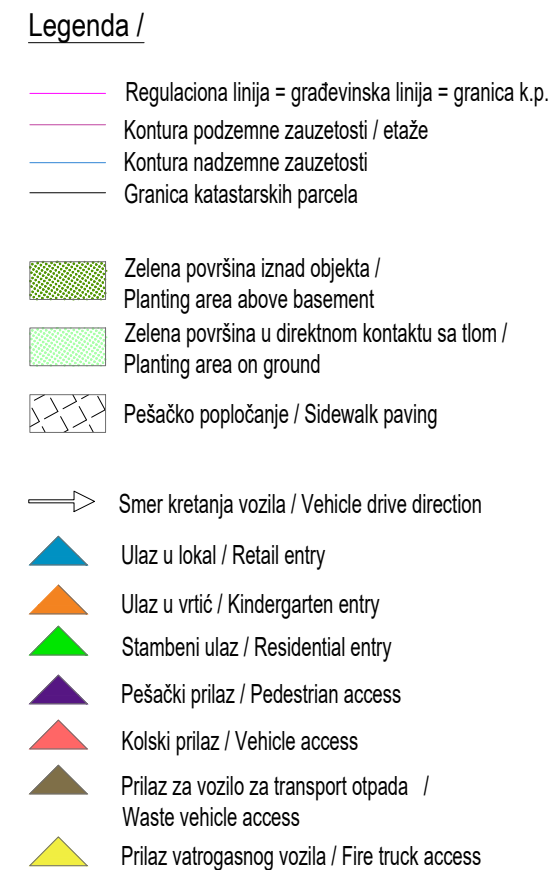 Legenda /
Regulaciona linija = građevinska linija = granica k.p.
Kontura podzemne zauzetosti / etaže
Kontura nadzemne zauzetosti
Granica katastarskih parcela
Zelena površina iznad objekta /
Planting area above basement
Zelena površina u direktnom kontaktu sa tlom /
Planting area on ground
Pešačko popločanje / Sidewalk paving
Smer kretanja vozila / Vehicle drive direction
Ulaz u lokal / Retail entry
Ulaz u vrtić / Kindergarten entry
Stambeni ulaz / Residential entry
Pešački prilaz / Pedestrian access
Kolski prilaz / Vehicle access
Prilaz za vozilo za transport otpada /
Waste vehicle access
Prilaz vatrogasnog vozila / Fire truck access